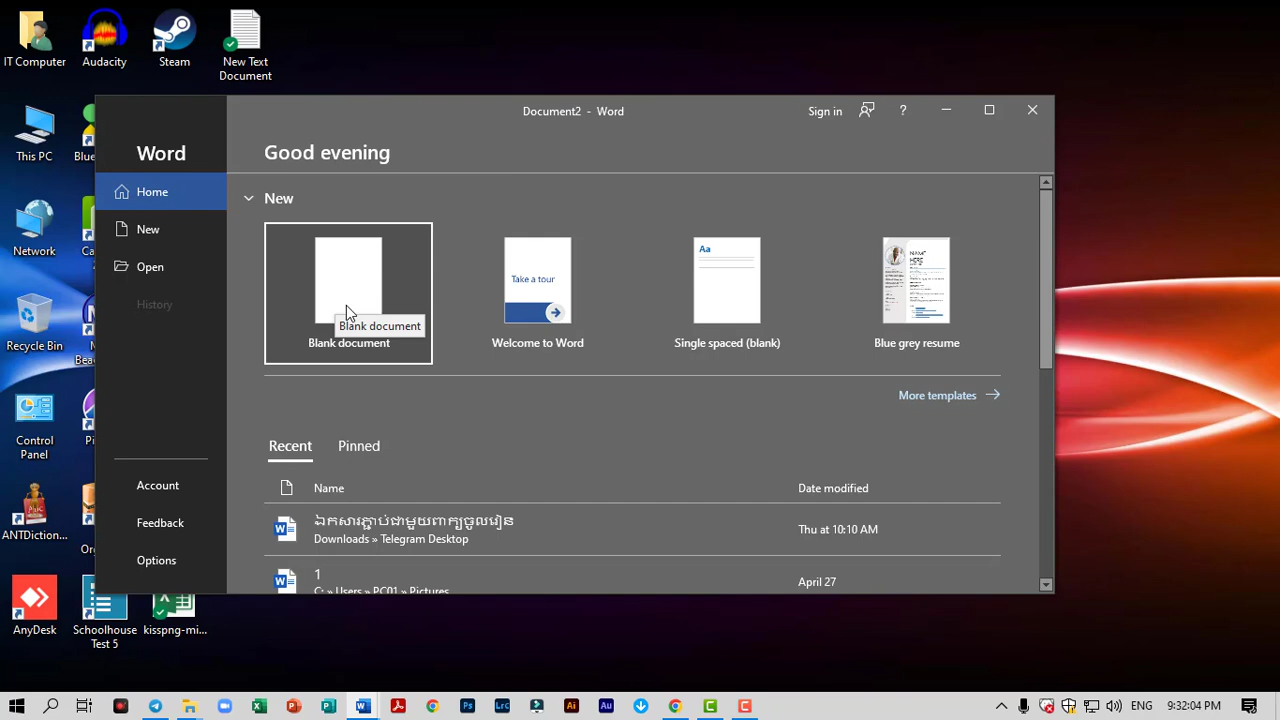 IT Computer
Audacity
Steam
New Text
Document
This PC
Network
Recycle Bin
Control
Panel
AnyDesk
Schoolhouse
Test 5
kisspng-mi...
ANTDiction...
Document2 - Word
Sign in
?
Word
Home
New
Open
History
Account
Feedback
Options
Good evening
New
Blank document
Blank document
Take a tour
Welcome to Word
Aa
Single spaced (blank)
Blue grey resume
More templates
Recent
Pinned
Name
Date modified
ឯកសារភ្ជាប់ជាមួយពាក្យចូលរៀន
Downloads » Telegram Desktop
Thu at 10:10 AM
1
C: » Users » PC01 » Pictures
April 27
ENG
9:32:04 PM